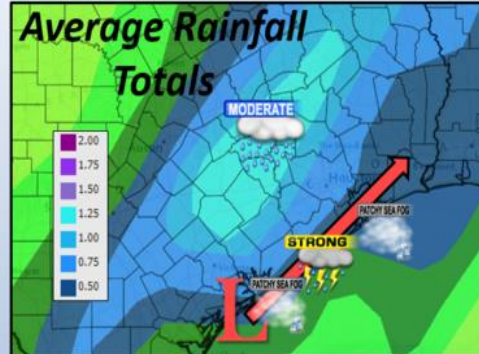 Average Rainfall
Totals
MODERATE
2.00
1.75
1.50
1.25
1.00
0.75
0.50
Houston
PATCHY SEA FOG
STRONG
PATCHY SEA FOG
L